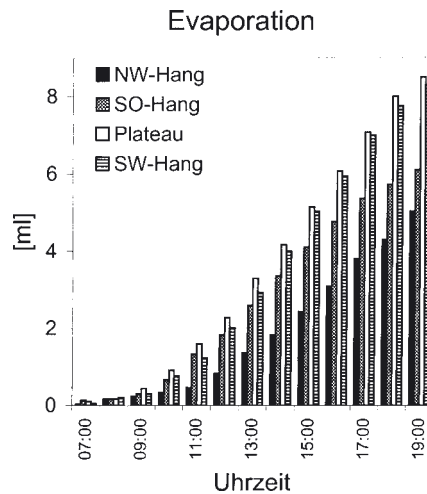 Evaporation
NW-Hang
SO-Hang
Plateau
SW-Hang
[ml]
8
6
4
2
0
07:00
09:00
11:00
13:00
15:00
17:00
19:00
Uhrzeit